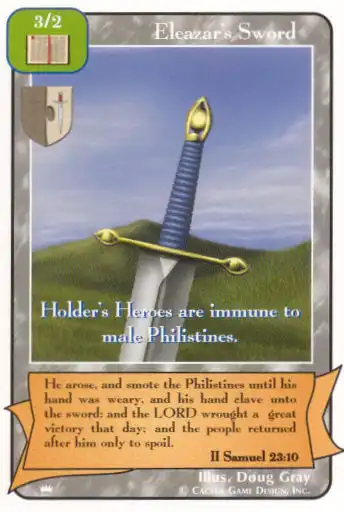 3/2
Eleazar's Sword
Holder's Heroes are immune to
male Philistines.
He arose, and smote the Philistines until his
hand was weary, and his hand clave unto
the sword: and the LORD wrought a great
victory that day; and the people returned
after him only to spoil.
II Samuel 23:10
Illus. Doug Gray
© Cactus Game Design, Inc.